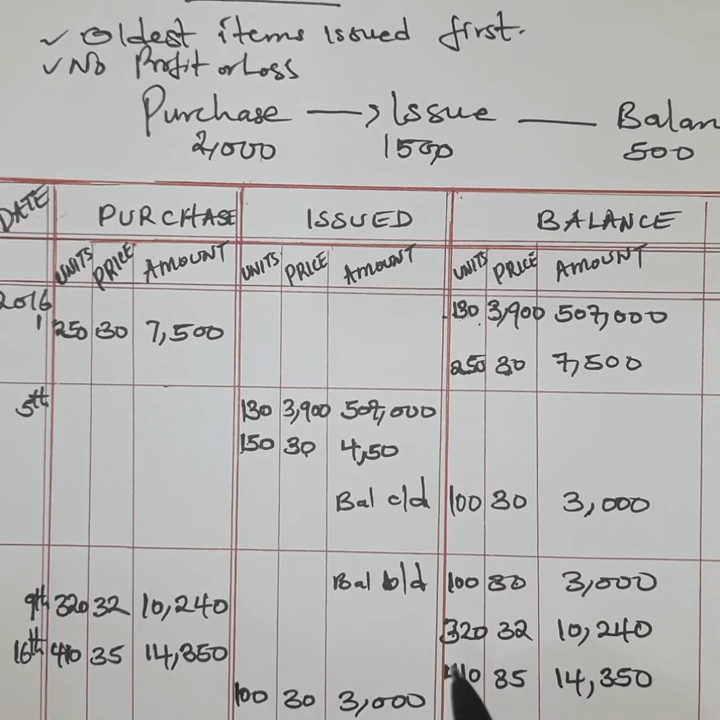 ✓ Oldest items issued first.
✓ No Profit or Loss
Purchase → Issue — Balan
2,000 1500 500
DATE PURCHASE ISSUED BALANCE
UNITS PRICE AMOUNT UNITS PRICE AMOUNT UNITS PRICE AMOUNT
2016 130 3,900 507,000
1 250 30 7,500
250 30 7,500
5th 130 3,900 507,000
150 30 4,50
Bal c/d 100 30 3,000
Bal b/d 100 30 3,000
9th 320 32 10,240
320 32 10,240
16th 410 35 14,350
410 35 14,350
100 30 3,000